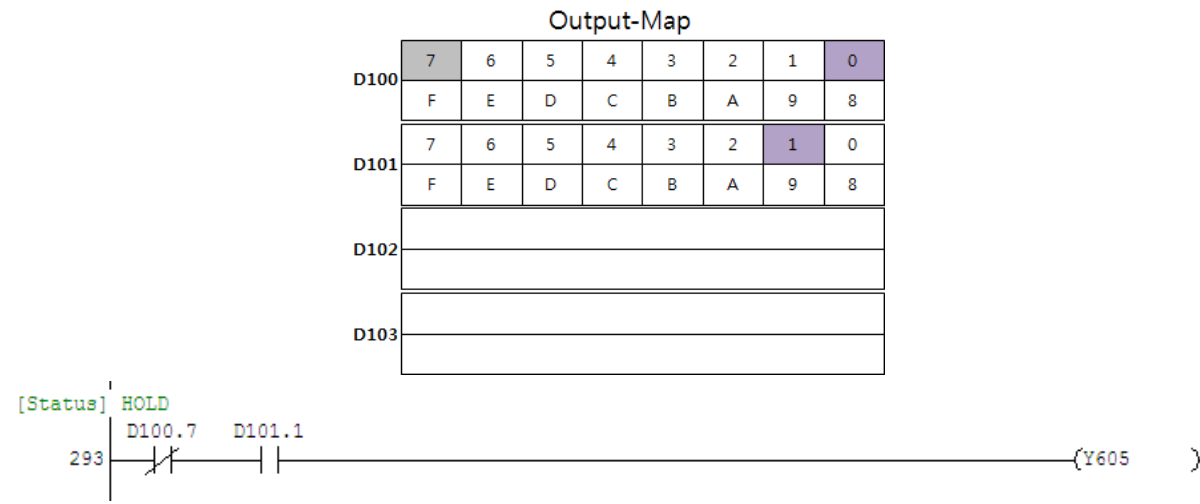 Output-Map
D100
7 6 5 4 3 2 1 0
F E D C B A 9 8
D101
7 6 5 4 3 2 1 0
F E D C B A 9 8
D102
D103
[Status] HOLD
D100.7 D101.1
293 (Y605 )